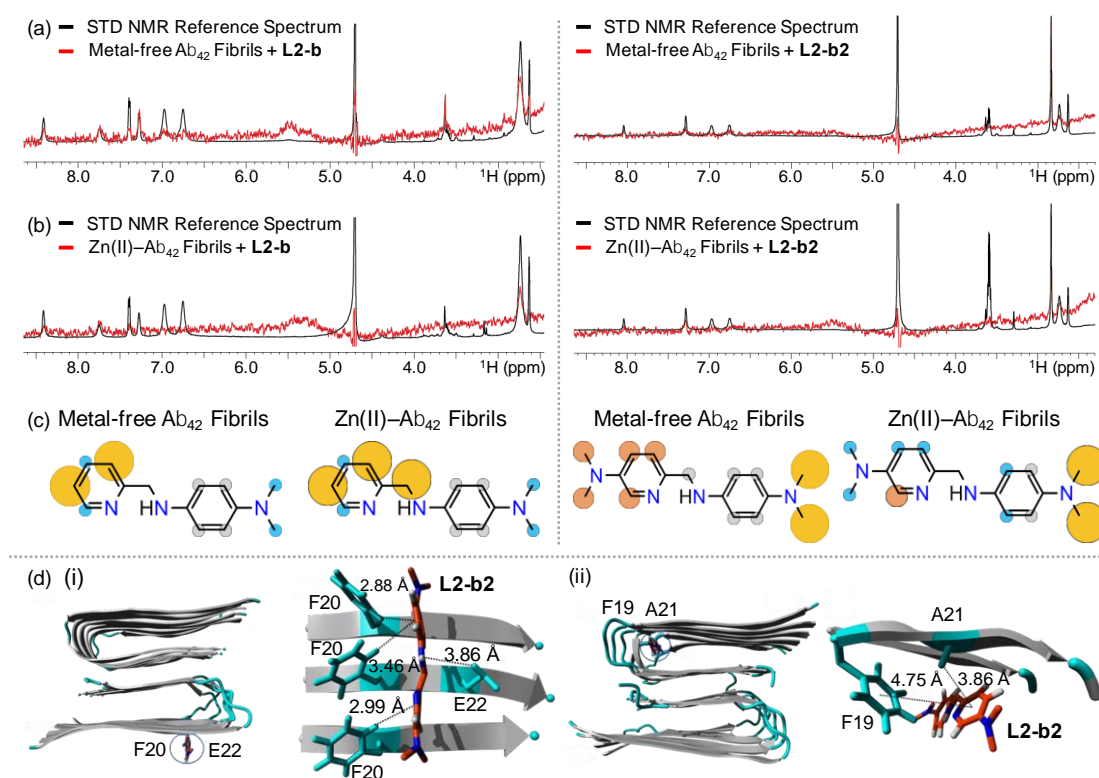 (a)
STD NMR Reference Spectrum
Metal-free Ab42 Fibrils + L2-b
8.0 7.0 6.0 5.0 4.0 1H (ppm)
STD NMR Reference Spectrum
Metal-free Ab42 Fibrils + L2-b2
8.0 7.0 6.0 5.0 4.0 1H (ppm)
(b)
STD NMR Reference Spectrum
Zn(II)–Ab42 Fibrils + L2-b
8.0 7.0 6.0 5.0 4.0 1H (ppm)
STD NMR Reference Spectrum
Zn(II)–Ab42 Fibrils + L2-b2
8.0 7.0 6.0 5.0 4.0 1H (ppm)
(c)
Metal-free Ab42 Fibrils
N HN N
Zn(II)–Ab42 Fibrils
N HN N
Metal-free Ab42 Fibrils
N N HN N
Zn(II)–Ab42 Fibrils
N N HN N
(d) (i)
F20 E22
L2-b2
2.88 Å
F20
F20
3.46 Å
3.86 Å
E22
2.99 Å
F20
(ii)
F19 A21
A21
4.75 Å 3.86 Å
F19
L2-b2